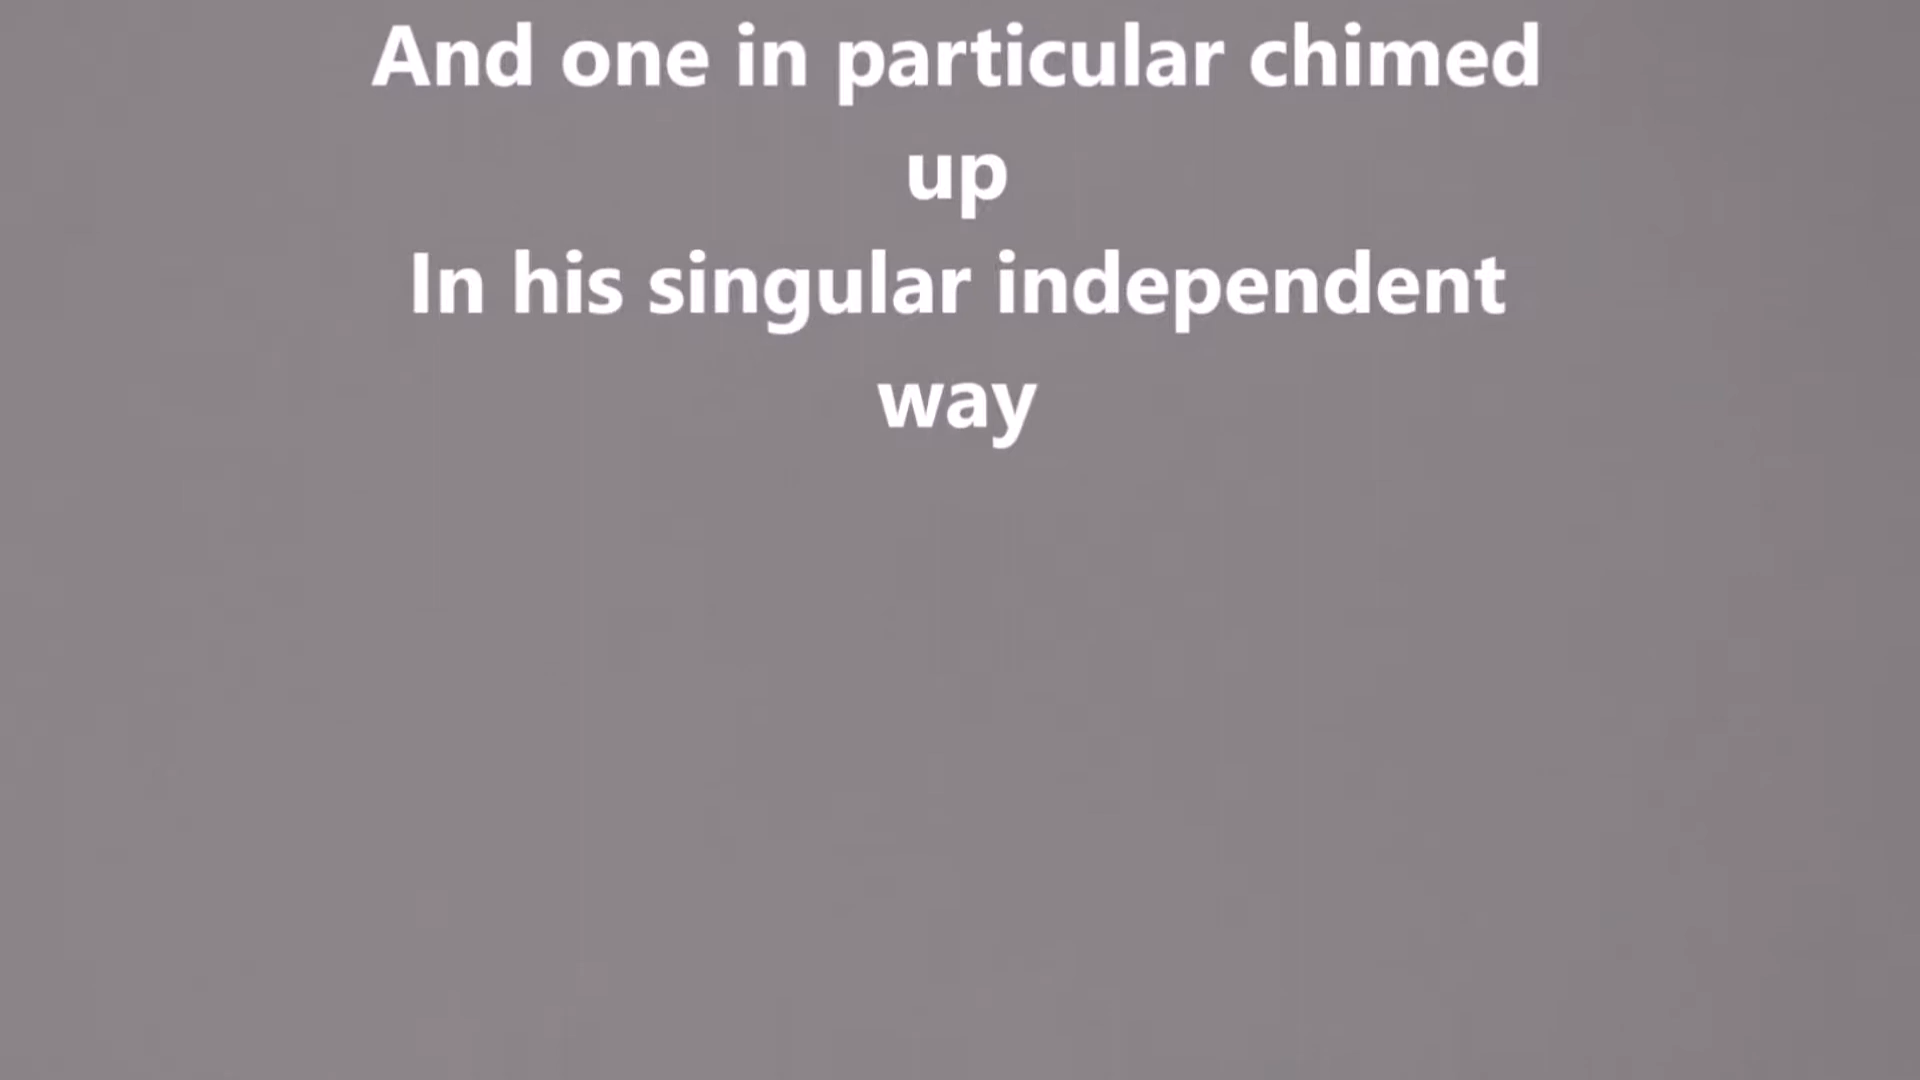 And one in particular chimed
up
In his singular independent
way